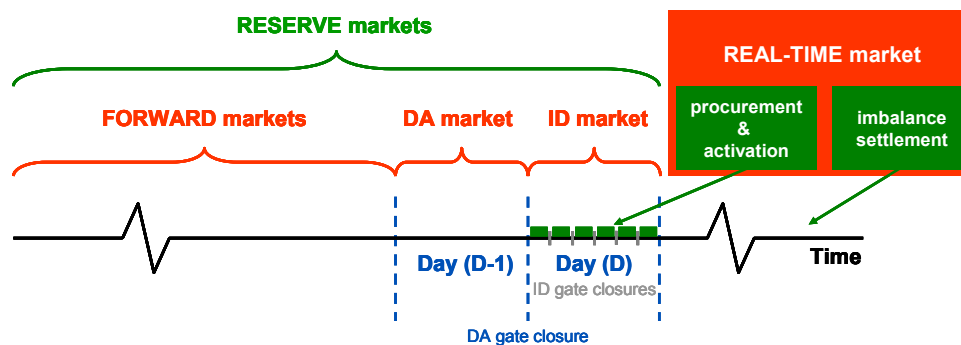 RESERVE markets
REAL-TIME market
procurement
&
activation
imbalance
settlement
FORWARD markets
DA market
ID market
Time
Day (D-1)
Day (D)
ID gate closures
DA gate closure